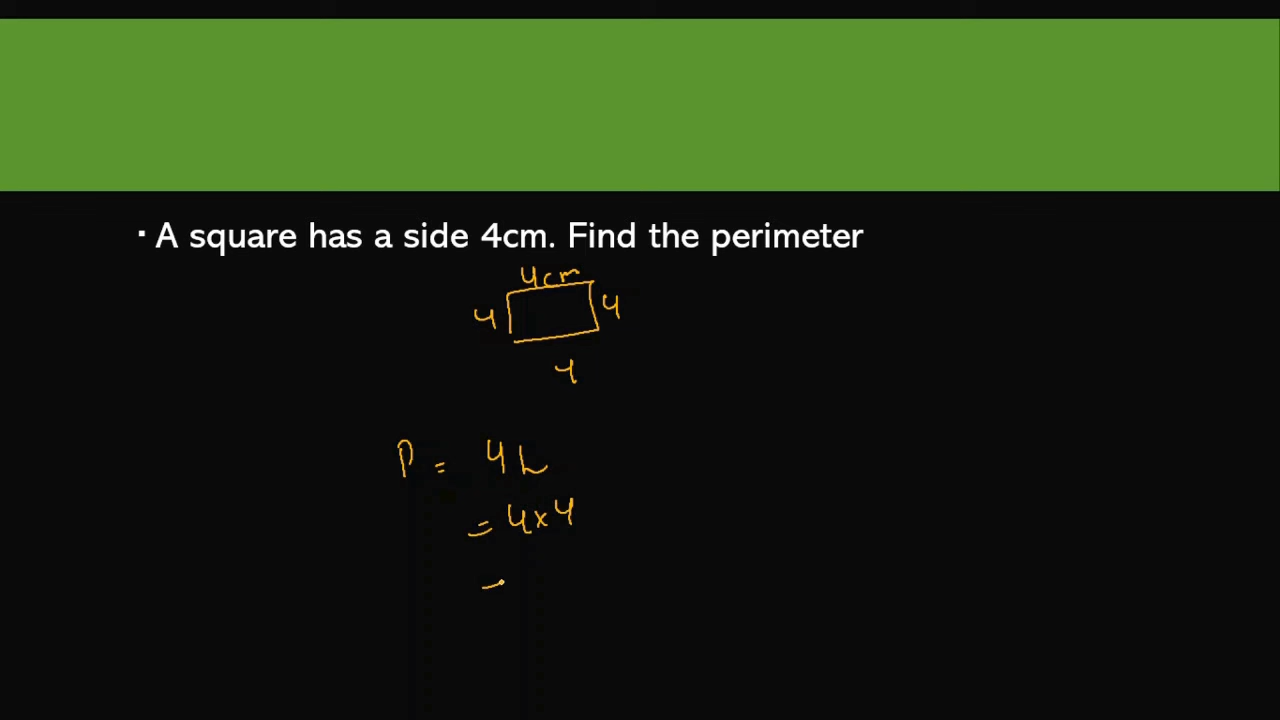 · A square has a side 4cm. Find the perimeter
4cm
4 4
4
P = 4L
= 4x4